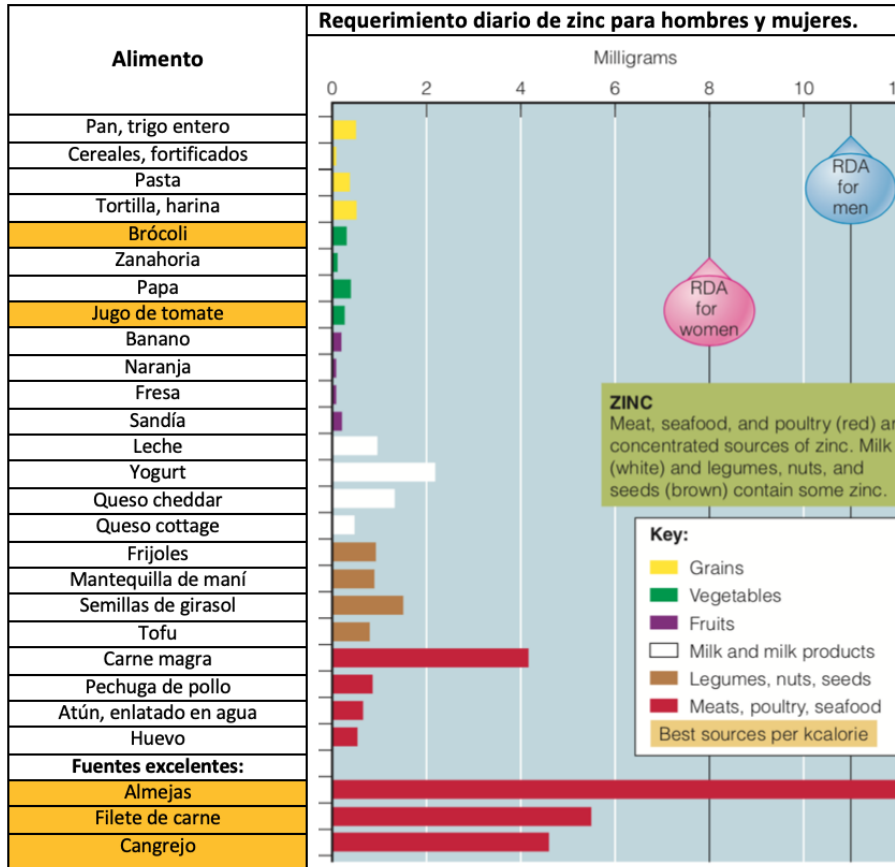 Alimento
Requerimiento diario de zinc para hombres y mujeres.
Milligrams
0 2 4 6 8 10
Pan, trigo entero
Cereales, fortificados
Pasta
Tortilla, harina
Brócoli
Zanahoria
Papa
Jugo de tomate
Banano
Naranja
Fresa
Sandía
Leche
Yogurt
Queso cheddar
Queso cottage
Frijoles
Mantequilla de maní
Semillas de girasol
Tofu
Carne magra
Pechuga de pollo
Atún, enlatado en agua
Huevo
Fuentes excelentes:
Almejas
Filete de carne
Cangrejo
RDA
for
men
RDA
for
women
ZINC
Meat, seafood, and poultry (red) ar
concentrated sources of zinc. Milk
(white) and legumes, nuts, and
seeds (brown) contain some zinc.
Key:
Grains
Vegetables
Fruits
Milk and milk products
Legumes, nuts, seeds
Meats, poultry, seafood
Best sources per kcalorie